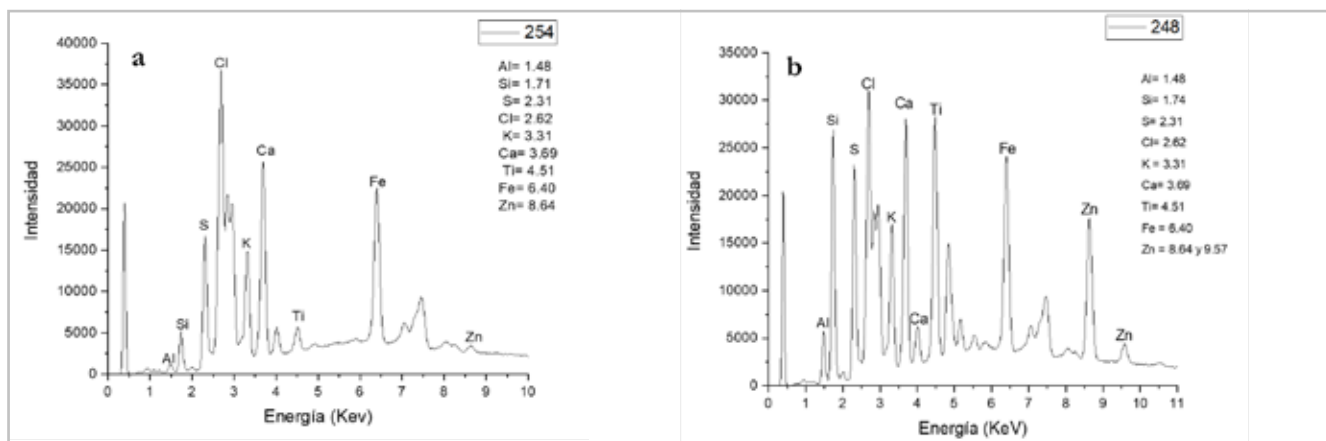 254
a
40000
35000
30000
25000
20000
15000
10000
5000
0
Intensidad
Al
Si
S
Cl
K
Ca
Ti
Fe
Zn
Al= 1.48
Si= 1.71
S= 2.31
Cl= 2.62
K= 3.31
Ca= 3.69
Ti= 4.51
Fe= 6.40
Zn= 8.64
0 1 2 3 4 5 6 7 8 9 10
Energía (Kev)
248
b
35000
30000
25000
20000
15000
10000
5000
0
Intensidad
Al
Si
S
Cl
K
Ca
Ca
Ti
Fe
Zn
Zn
Al= 1.48
Si= 1.74
S= 2.31
Cl= 2.62
K = 3.31
Ca= 3.69
Ti= 4.51
Fe = 6.40
Zn = 8.64 y 9.57
0 1 2 3 4 5 6 7 8 9 10 11
Energía (KeV)